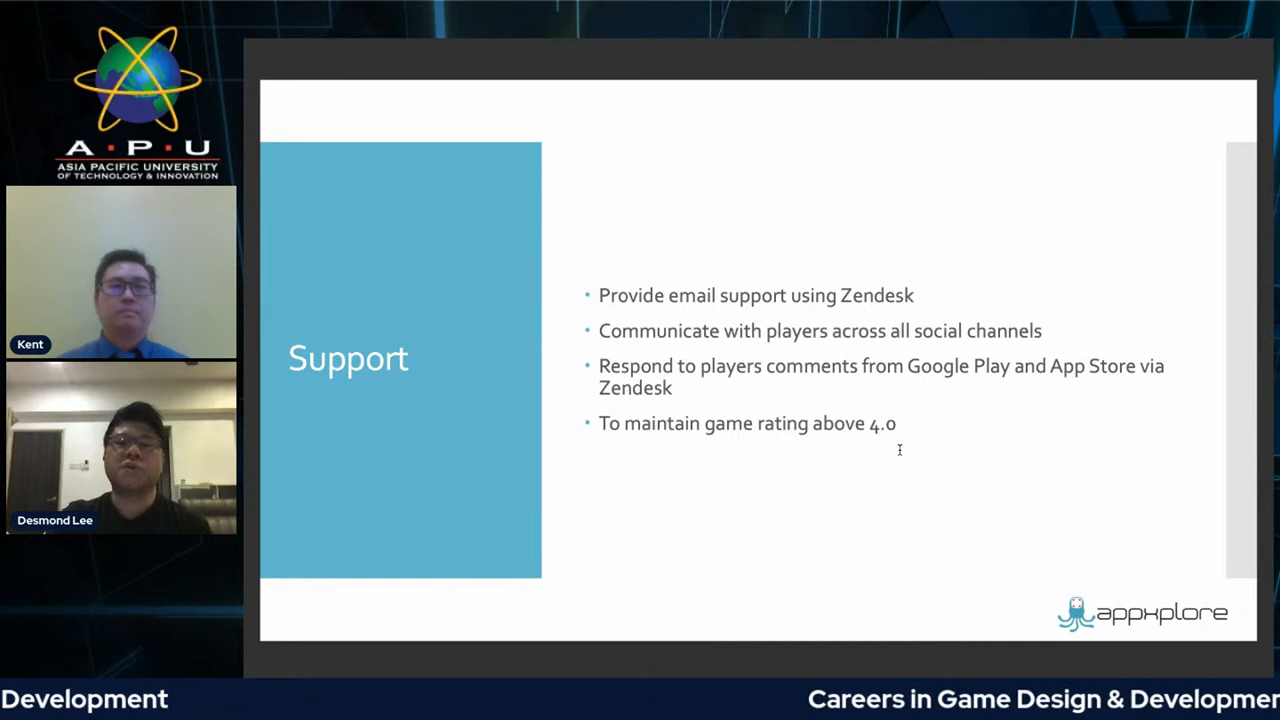 A·P·U
ASIA PACIFIC UNIVERSITY
OF TECHNOLOGY & INNOVATION
Kent
Desmond Lee
Support
• Provide email support using Zendesk
• Communicate with players across all social channels
• Respond to players comments from Google Play and App Store via
Zendesk
• To maintain game rating above 4.0
appxplore
Development
Careers in Game Design & Developmen